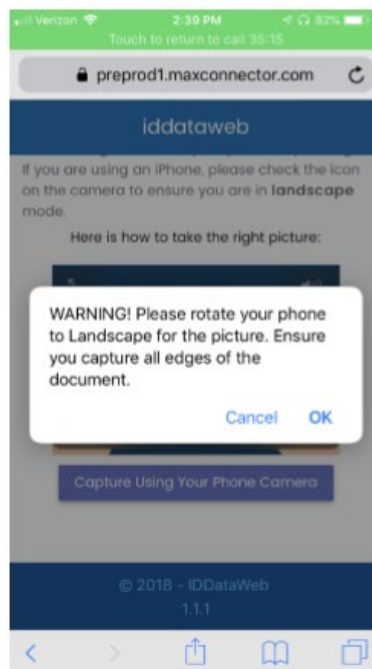 Verizon 2:39 PM 82%
Touch to return to call 35:15
preprod1.maxconnector.com
iddataweb
If you are using an iPhone, please check the icon
on the camera to ensure you are in landscape
mode.
Here is how to take the right picture:
WARNING! Please rotate your phone
to Landscape for the picture. Ensure
you capture all edges of the
document.
Cancel OK
Capture Using Your Phone Camera
© 2018 - IDDataWeb
1.1.1